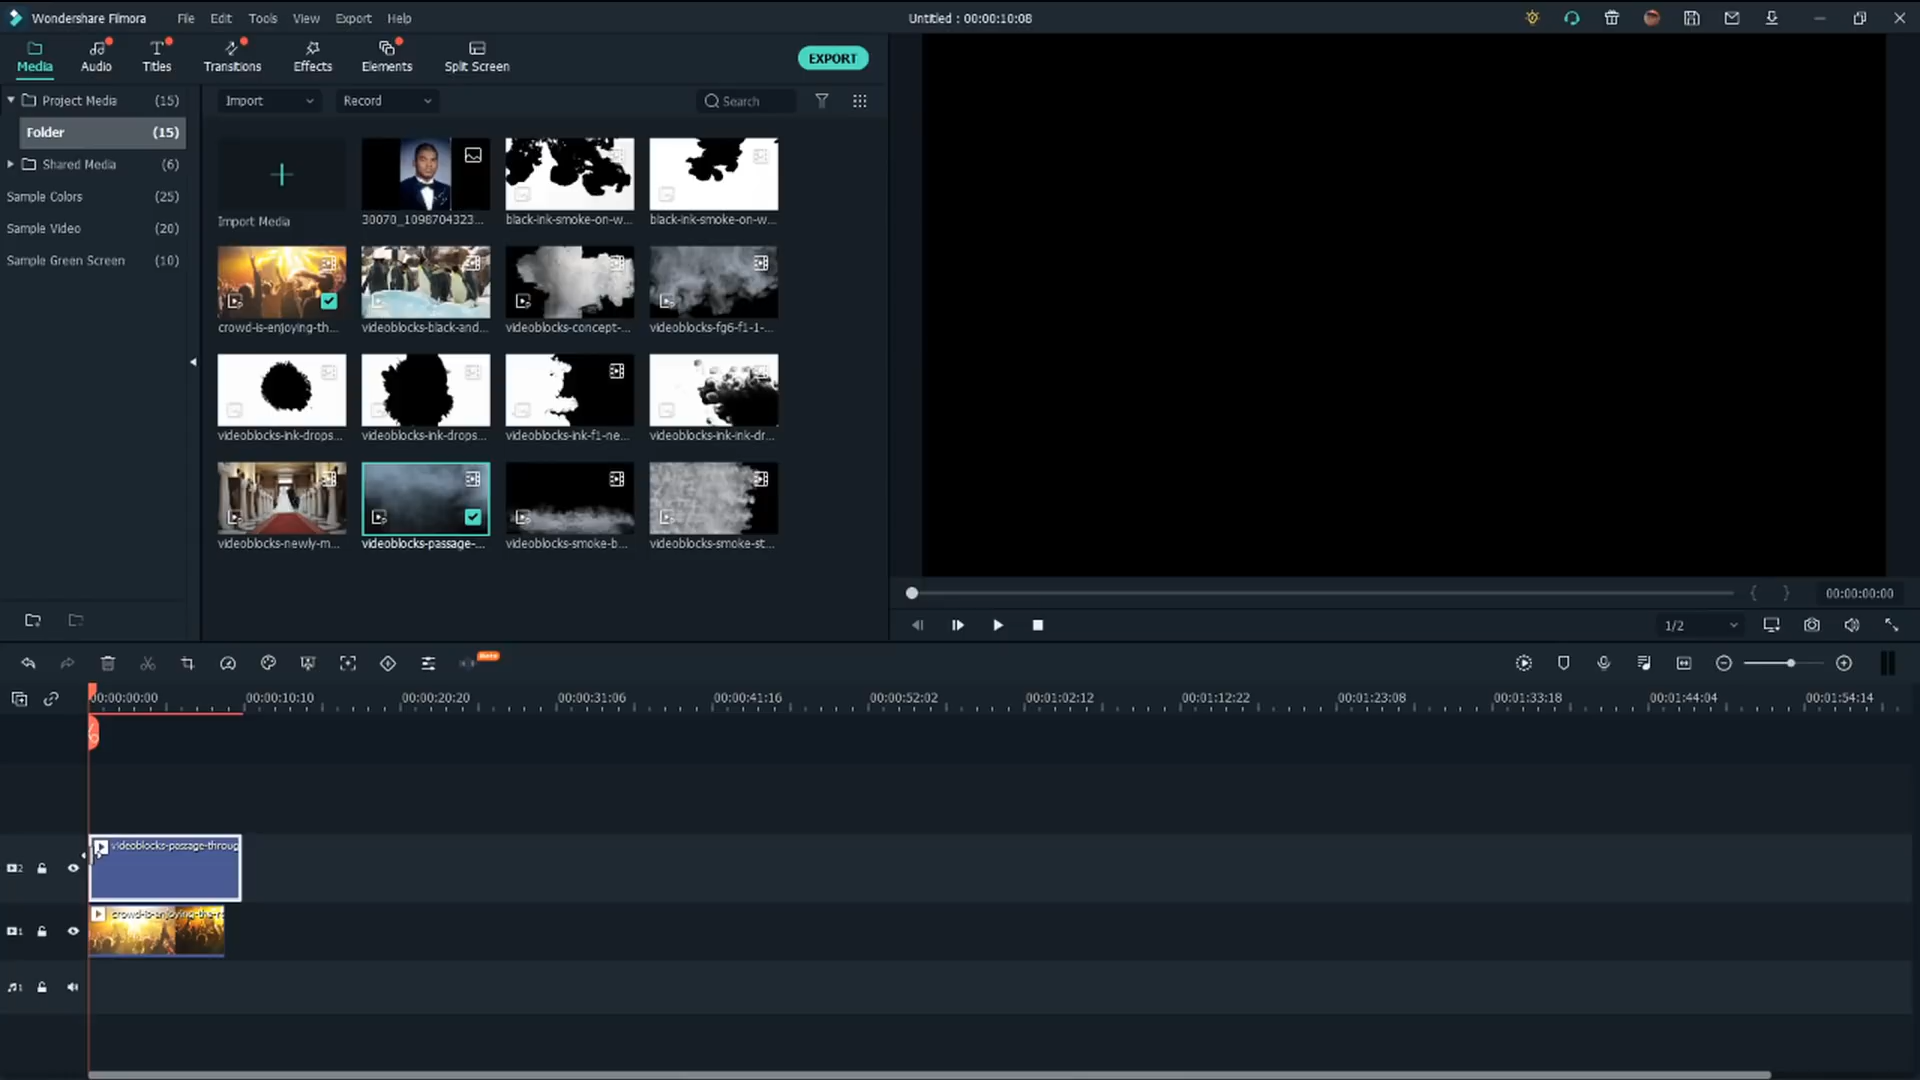 Wondershare Filmora File Edit Tools View Export Help Untitled : 00:00:10:08
Media Audio Titles Transitions Effects Elements Split Screen EXPORT
Project Media (15) Import Record Search
Folder (15)
Shared Media (6)
Sample Colors (25)
Sample Video (20)
Sample Green Screen (10)
Import Media 30070_1098704323... black-ink-smoke-on-w... black-ink-smoke-on-w...
crowd-is-enjoying-th... videoblocks-black-and... videoblocks-concept-... videoblocks-fg6-f1-1-...
videoblocks-ink-drops... videoblocks-ink-drops... videoblocks-ink-f1-ne... videoblocks-ink-ink-dr...
videoblocks-newly-m... videoblocks-passage-... videoblocks-smoke-b... videoblocks-smoke-st...
{ } 00:00:00:00
1/2
00:00:00:00 00:00:10:10 00:00:20:20 00:00:31:06 00:00:41:16 00:00:52:02 00:01:02:12 00:01:12:22 00:01:23:08 00:01:33:18 00:01:44:04 00:01:54:14
videoblocks-passage-throug
2
crowd-is-enjoying-the-r
1
1